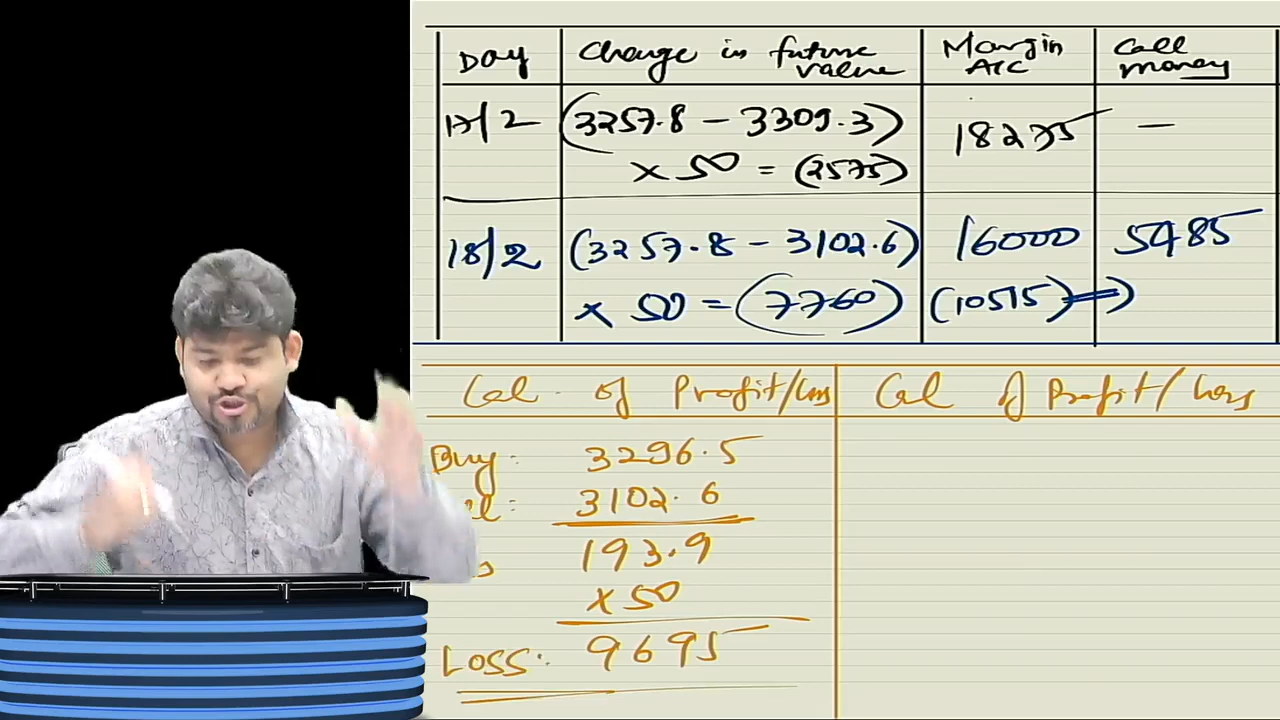 Day Change in future value Margin A/C Call money
17/2 (3257.8 - 3309.3) 18275 -
x 50 = (2575)
18/2 (3257.8 - 3102.6) 16000 5485
x 50 = (7760) (10515)
Cal. of Profit/Loss Cal of Profit/Loss
Buy: 3296.5
3102.6
193.9
x 50
Loss: 9695